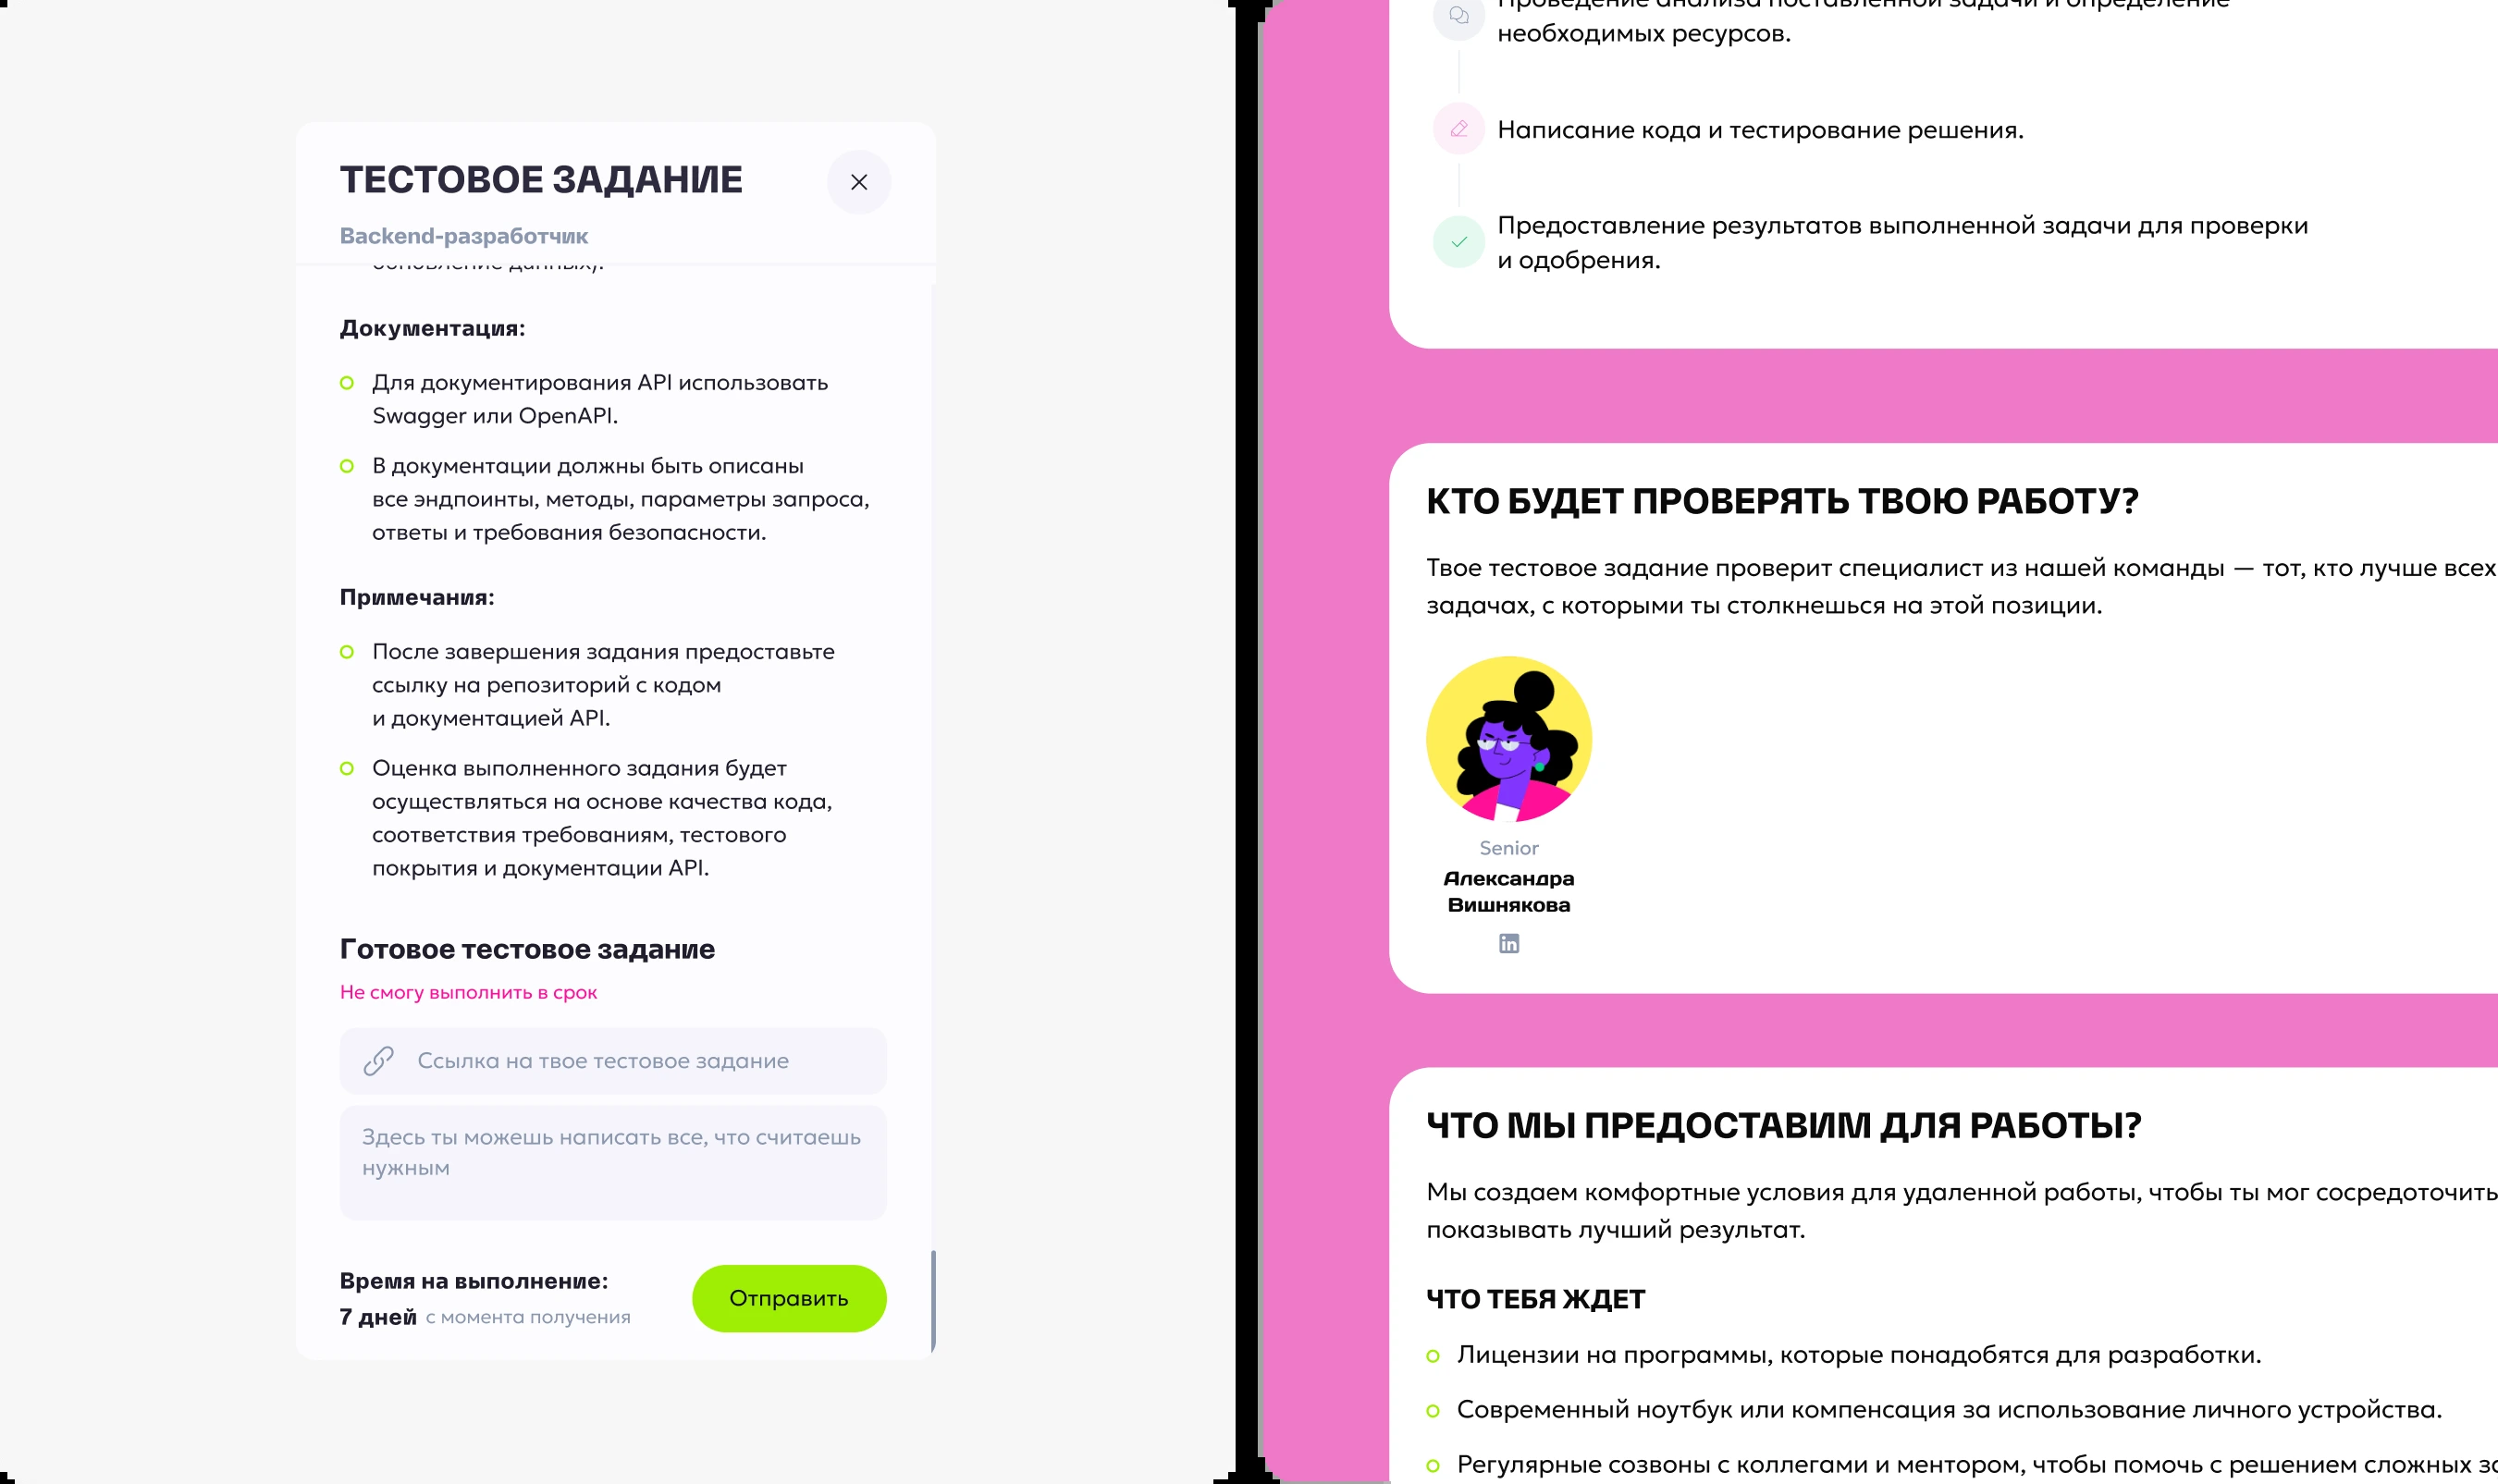 ТЕСТОВОЕ ЗАДАНИЕ
Backend-разработчик
обновление данных).
Документация:
Для документирования API использовать
Swagger или OpenAPI.
В документации должны быть описаны
все эндпоинты, методы, параметры запроса,
ответы и требования безопасности.
Примечания:
После завершения задания предоставьте
ссылку на репозиторий с кодом
и документацией API.
Оценка выполненного задания будет
осуществляться на основе качества кода,
соответствия требованиям, тестового
покрытия и документации API.
Готовое тестовое задание
Не смогу выполнить в срок
Ссылка на твое тестовое задание
Здесь ты можешь написать все, что считаешь
нужным
Время на выполнение:
7 дней с момента получения
Отправить
Проведение анализа поставленной задачи и определение
необходимых ресурсов.
Написание кода и тестирование решения.
Предоставление результатов выполненной задачи для проверки
и одобрения.
КТО БУДЕТ ПРОВЕРЯТЬ ТВОЮ РАБОТУ?
Твое тестовое задание проверит специалист из нашей команды — тот, кто лучше всех
задачах, с которыми ты столкнешься на этой позиции.
Senior
Александра
Вишнякова
in
ЧТО МЫ ПРЕДОСТАВИМ ДЛЯ РАБОТЫ?
Мы создаем комфортные условия для удаленной работы, чтобы ты мог сосредоточить
показывать лучший результат.
ЧТО ТЕБЯ ЖДЕТ
Лицензии на программы, которые понадобятся для разработки.
Современный ноутбук или компенсация за использование личного устройства.
Регулярные созвоны с коллегами и ментором, чтобы помочь с решением сложных